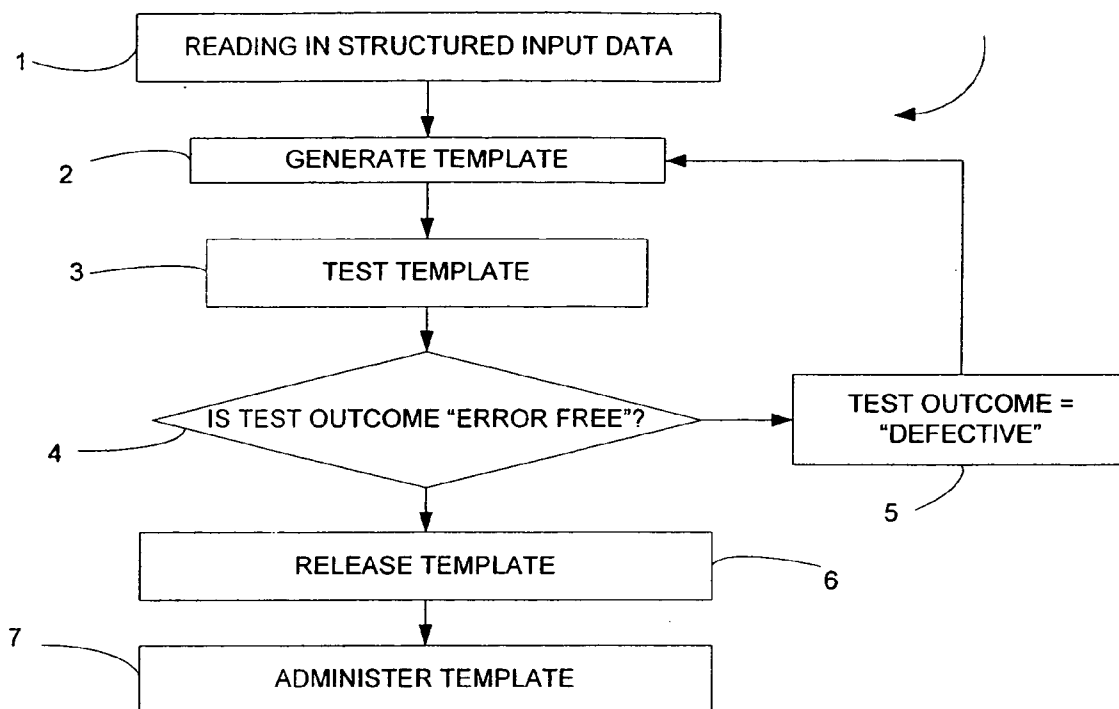 1
READING IN STRUCTURED INPUT DATA
2
GENERATE TEMPLATE
3
TEST TEMPLATE
4
IS TEST OUTCOME “ERROR FREE”?
TEST OUTCOME =
“DEFECTIVE”
5
RELEASE TEMPLATE
6
7
ADMINISTER TEMPLATE